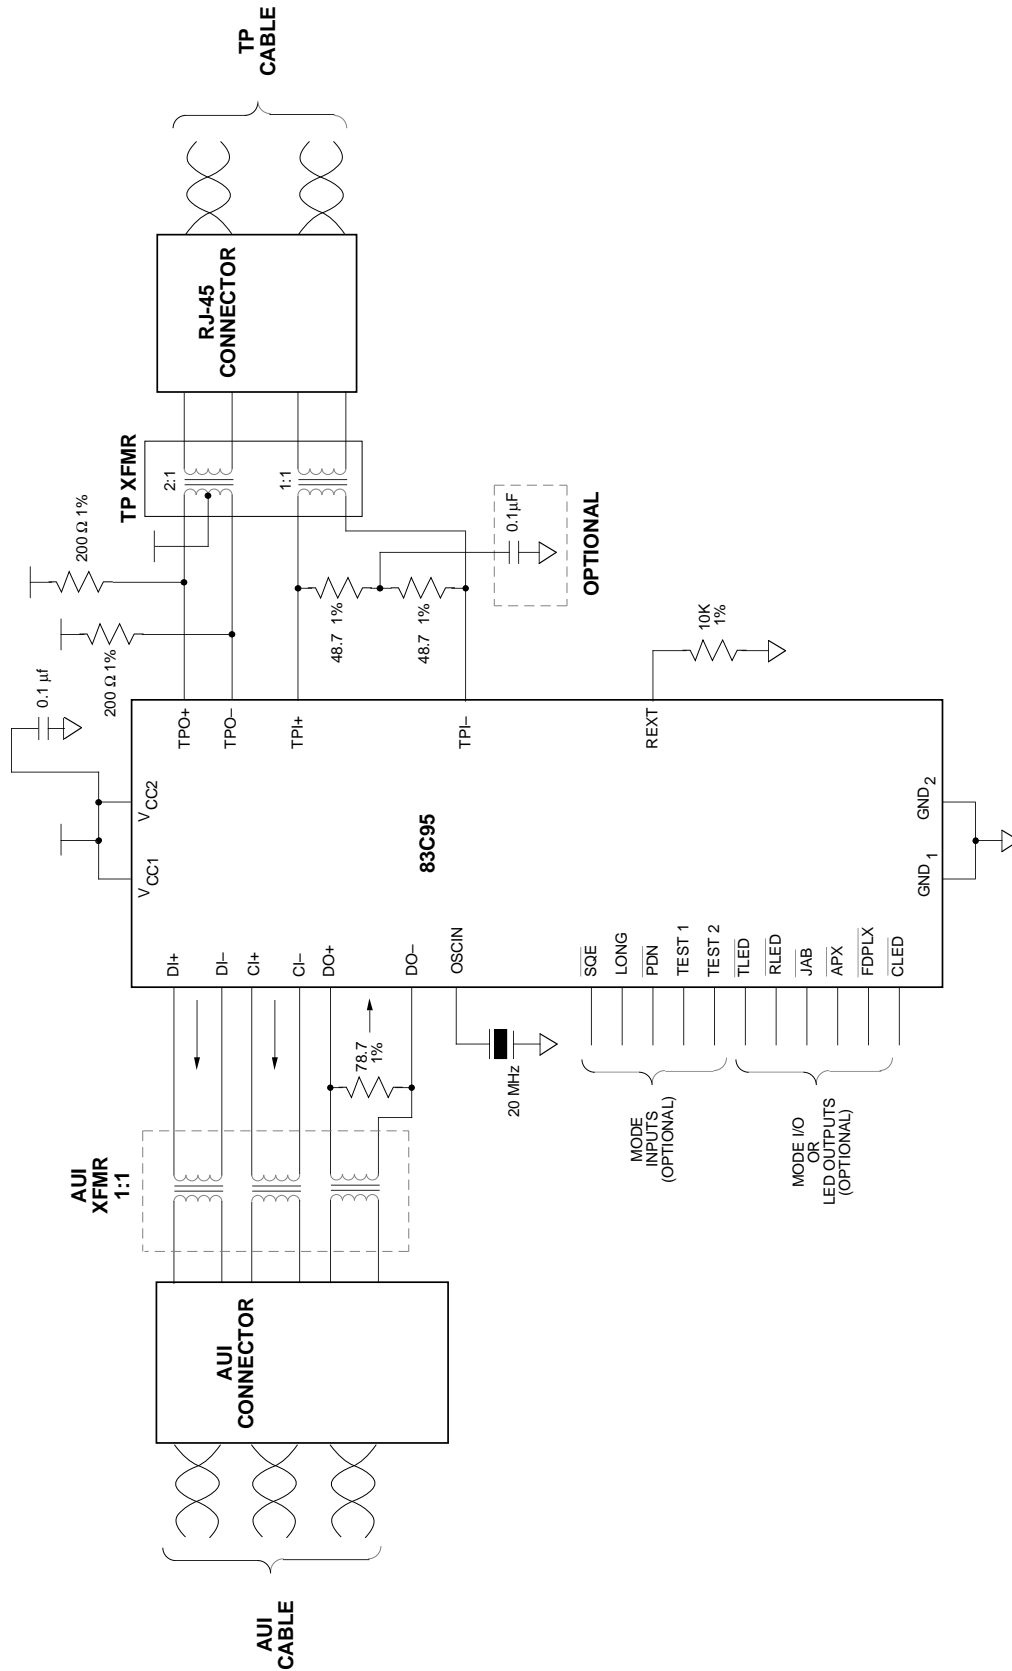 TP
CABLE
RJ-45
CONNECTOR
TP XFMR
2:1
1:1
200 Ω 1%
200 Ω 1%
0.1 µf
48.7 1%
48.7 1%
0.1µF
OPTIONAL
10K
1%
TPO+
TPO–
TPI+
TPI–
REXT
VCC1
VCC2
83C95
GND1
GND2
DI+
DI–
CI+
CI–
DO+
DO–
OSCIN
SQE
LONG
PDN
TEST 1
TEST 2
TLED
RLED
JAB
APX
FDPLX
CLED
78.7
1%
20 MHz
MODE
INPUTS
(OPTIONAL)
MODE I/O
OR
LED OUTPUTS
(OPTIONAL)
AUI
XFMR
1:1
AUI
CONNECTOR
AUI
CABLE